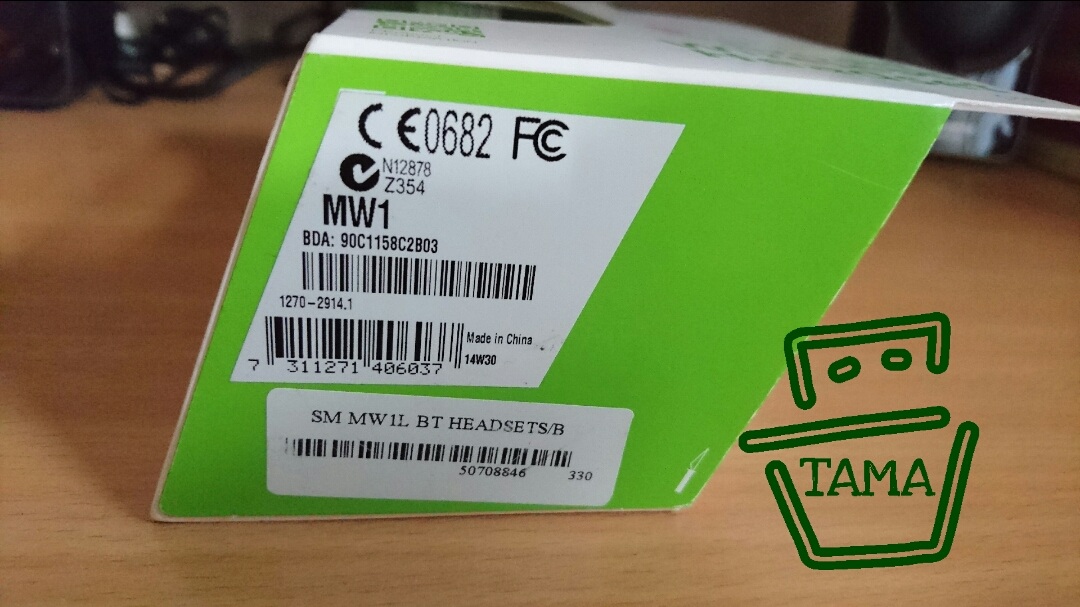 CE0682 FC
N12878
Z354
MW1
BDA: 90C1158C2B03
1270-2914.1
Made in China
14W30
7 311271 406037
SM MW1L BT HEADSETS/B
50708846 330
TAMA